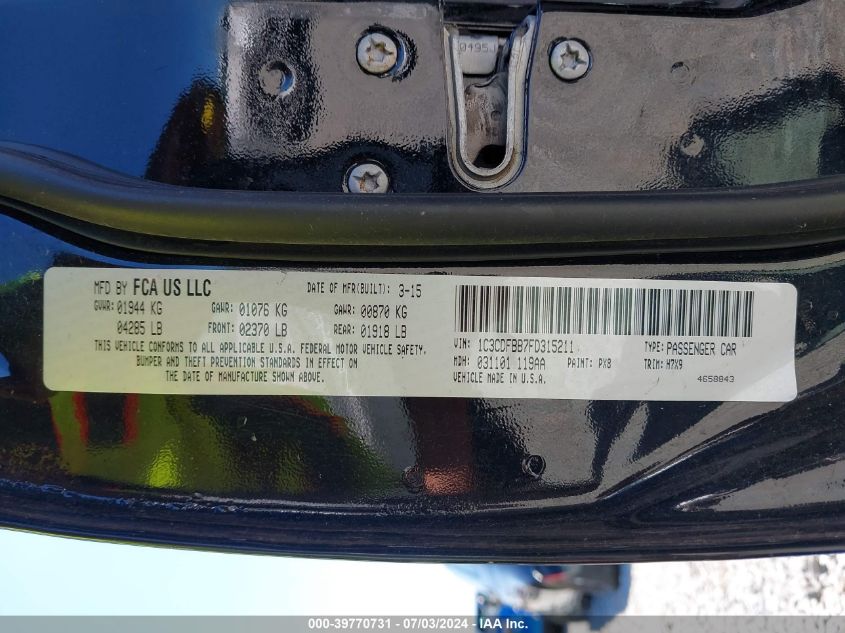 0495J
MFD BY FCA US LLC
DATE OF MFR(BUILT): 3-15
GVWR: 01944 KG
04285 LB
GAWR: 01076 KG
FRONT: 02370 LB
GAWR: 00870 KG
REAR: 01918 LB
THIS VEHICLE CONFORMS TO ALL APPLICABLE U.S.A. FEDERAL MOTOR VEHICLE SAFETY,
BUMPER AND THEFT PREVENTION STANDARDS IN EFFECT ON
THE DATE OF MANUFACTURE SHOWN ABOVE.
VIN: 1C3CDFBB7FD315211
TYPE: PASSENGER CAR
MDH: 031101 119AA
PAINT: PX8
TRIM: H7X9
VEHICLE MADE IN U.S.A.
4658843
000-39770731 - 07/03/2024 - IAA, Inc.